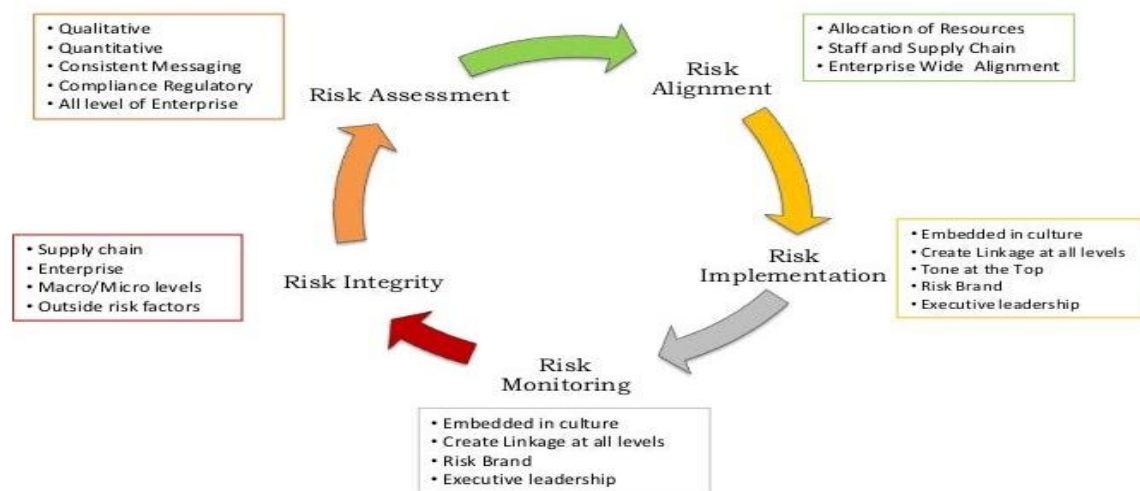 • Qualitative
• Quantitative
• Consistent Messaging
• Compliance Regulatory
• All level of Enterprise
Risk Assessment
• Allocation of Resources
• Staff and Supply Chain
• Enterprise Wide Alignment
Risk
Alignment
• Embedded in culture
• Create Linkage at all levels
• Tone at the Top
• Risk Brand
• Executive leadership
Risk
Implementation
Risk
Monitoring
• Embedded in culture
• Create Linkage at all levels
• Risk Brand
• Executive leadership
• Supply chain
• Enterprise
• Macro/Micro levels
• Outside risk factors
Risk Integrity